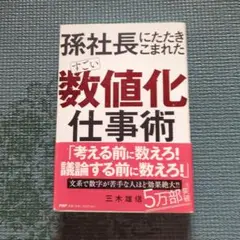 孫社長にたたき
こまれた
すごい
数値化
仕事術
「考える前に数えろ!
議論する前に数えろ!」
文系で数字が苦手な人ほど効果絶大!!
三木雄信
5万部
突破
PHP